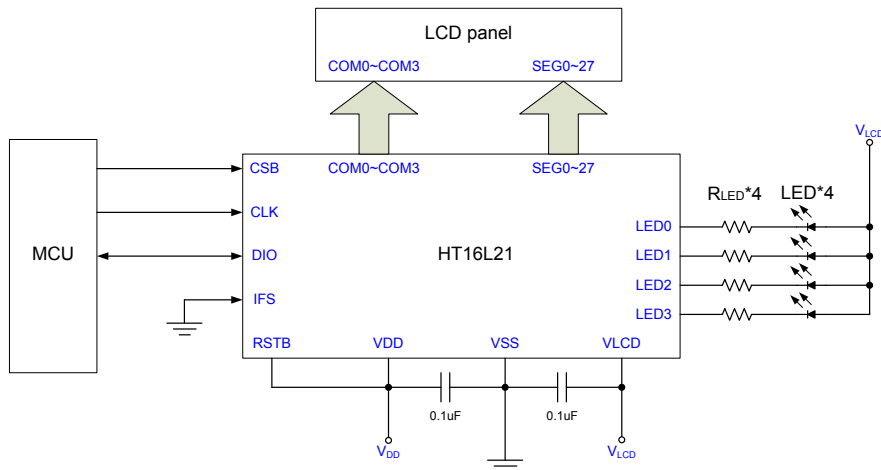 LCD panel
COM0~COM3 SEG0~27
VLCD
COM0~COM3 SEG0~27
CSB
RLED*4 LED*4
CLK
LED0
MCU
DIO
HT16L21
LED1
LED2
IFS
LED3
RSTB VDD VSS VLCD
0.1uF 0.1uF
VDD VLCD